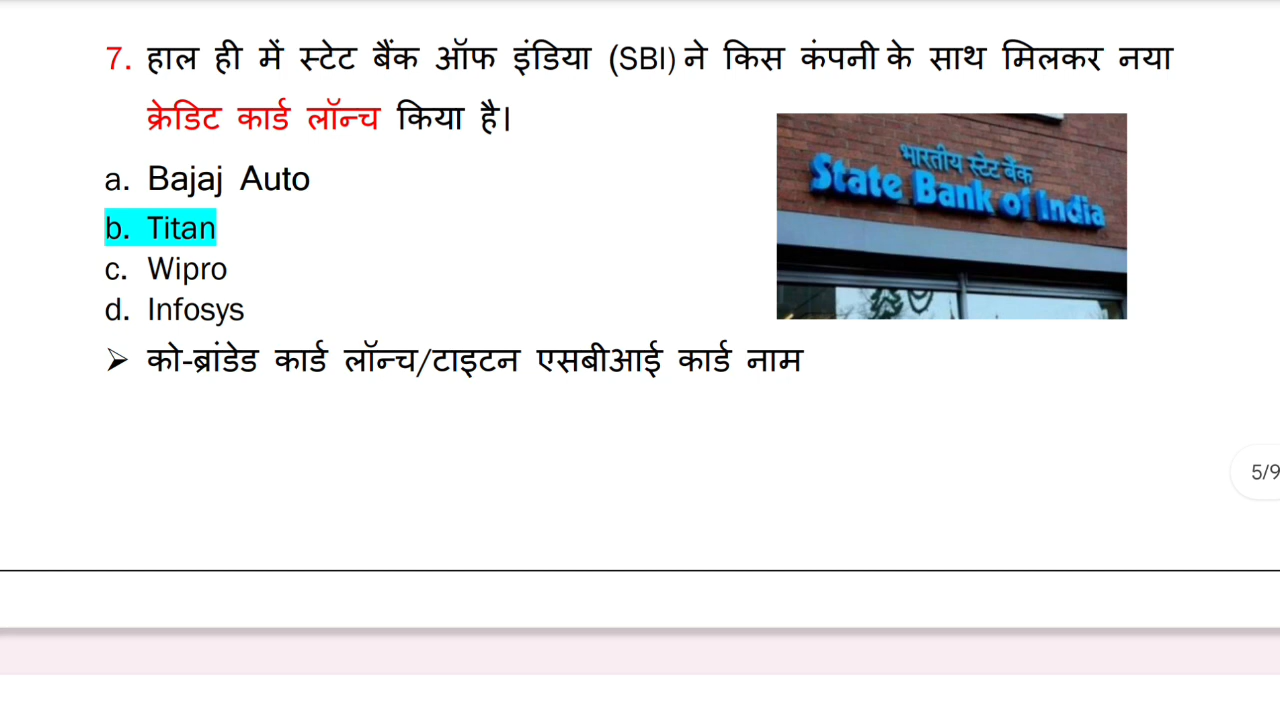 7. हाल ही में स्टेट बैंक ऑफ इंडिया (SBI) ने किस कंपनी के साथ मिलकर नया
क्रेडिट कार्ड लॉन्च किया है।
a. Bajaj Auto
b. Titan
c. Wipro
d. Infosys
भारतीय स्टेट बैंक
State Bank of India
➢ को-ब्रांडेड कार्ड लॉन्च/टाइटन एसबीआई कार्ड नाम
5/9